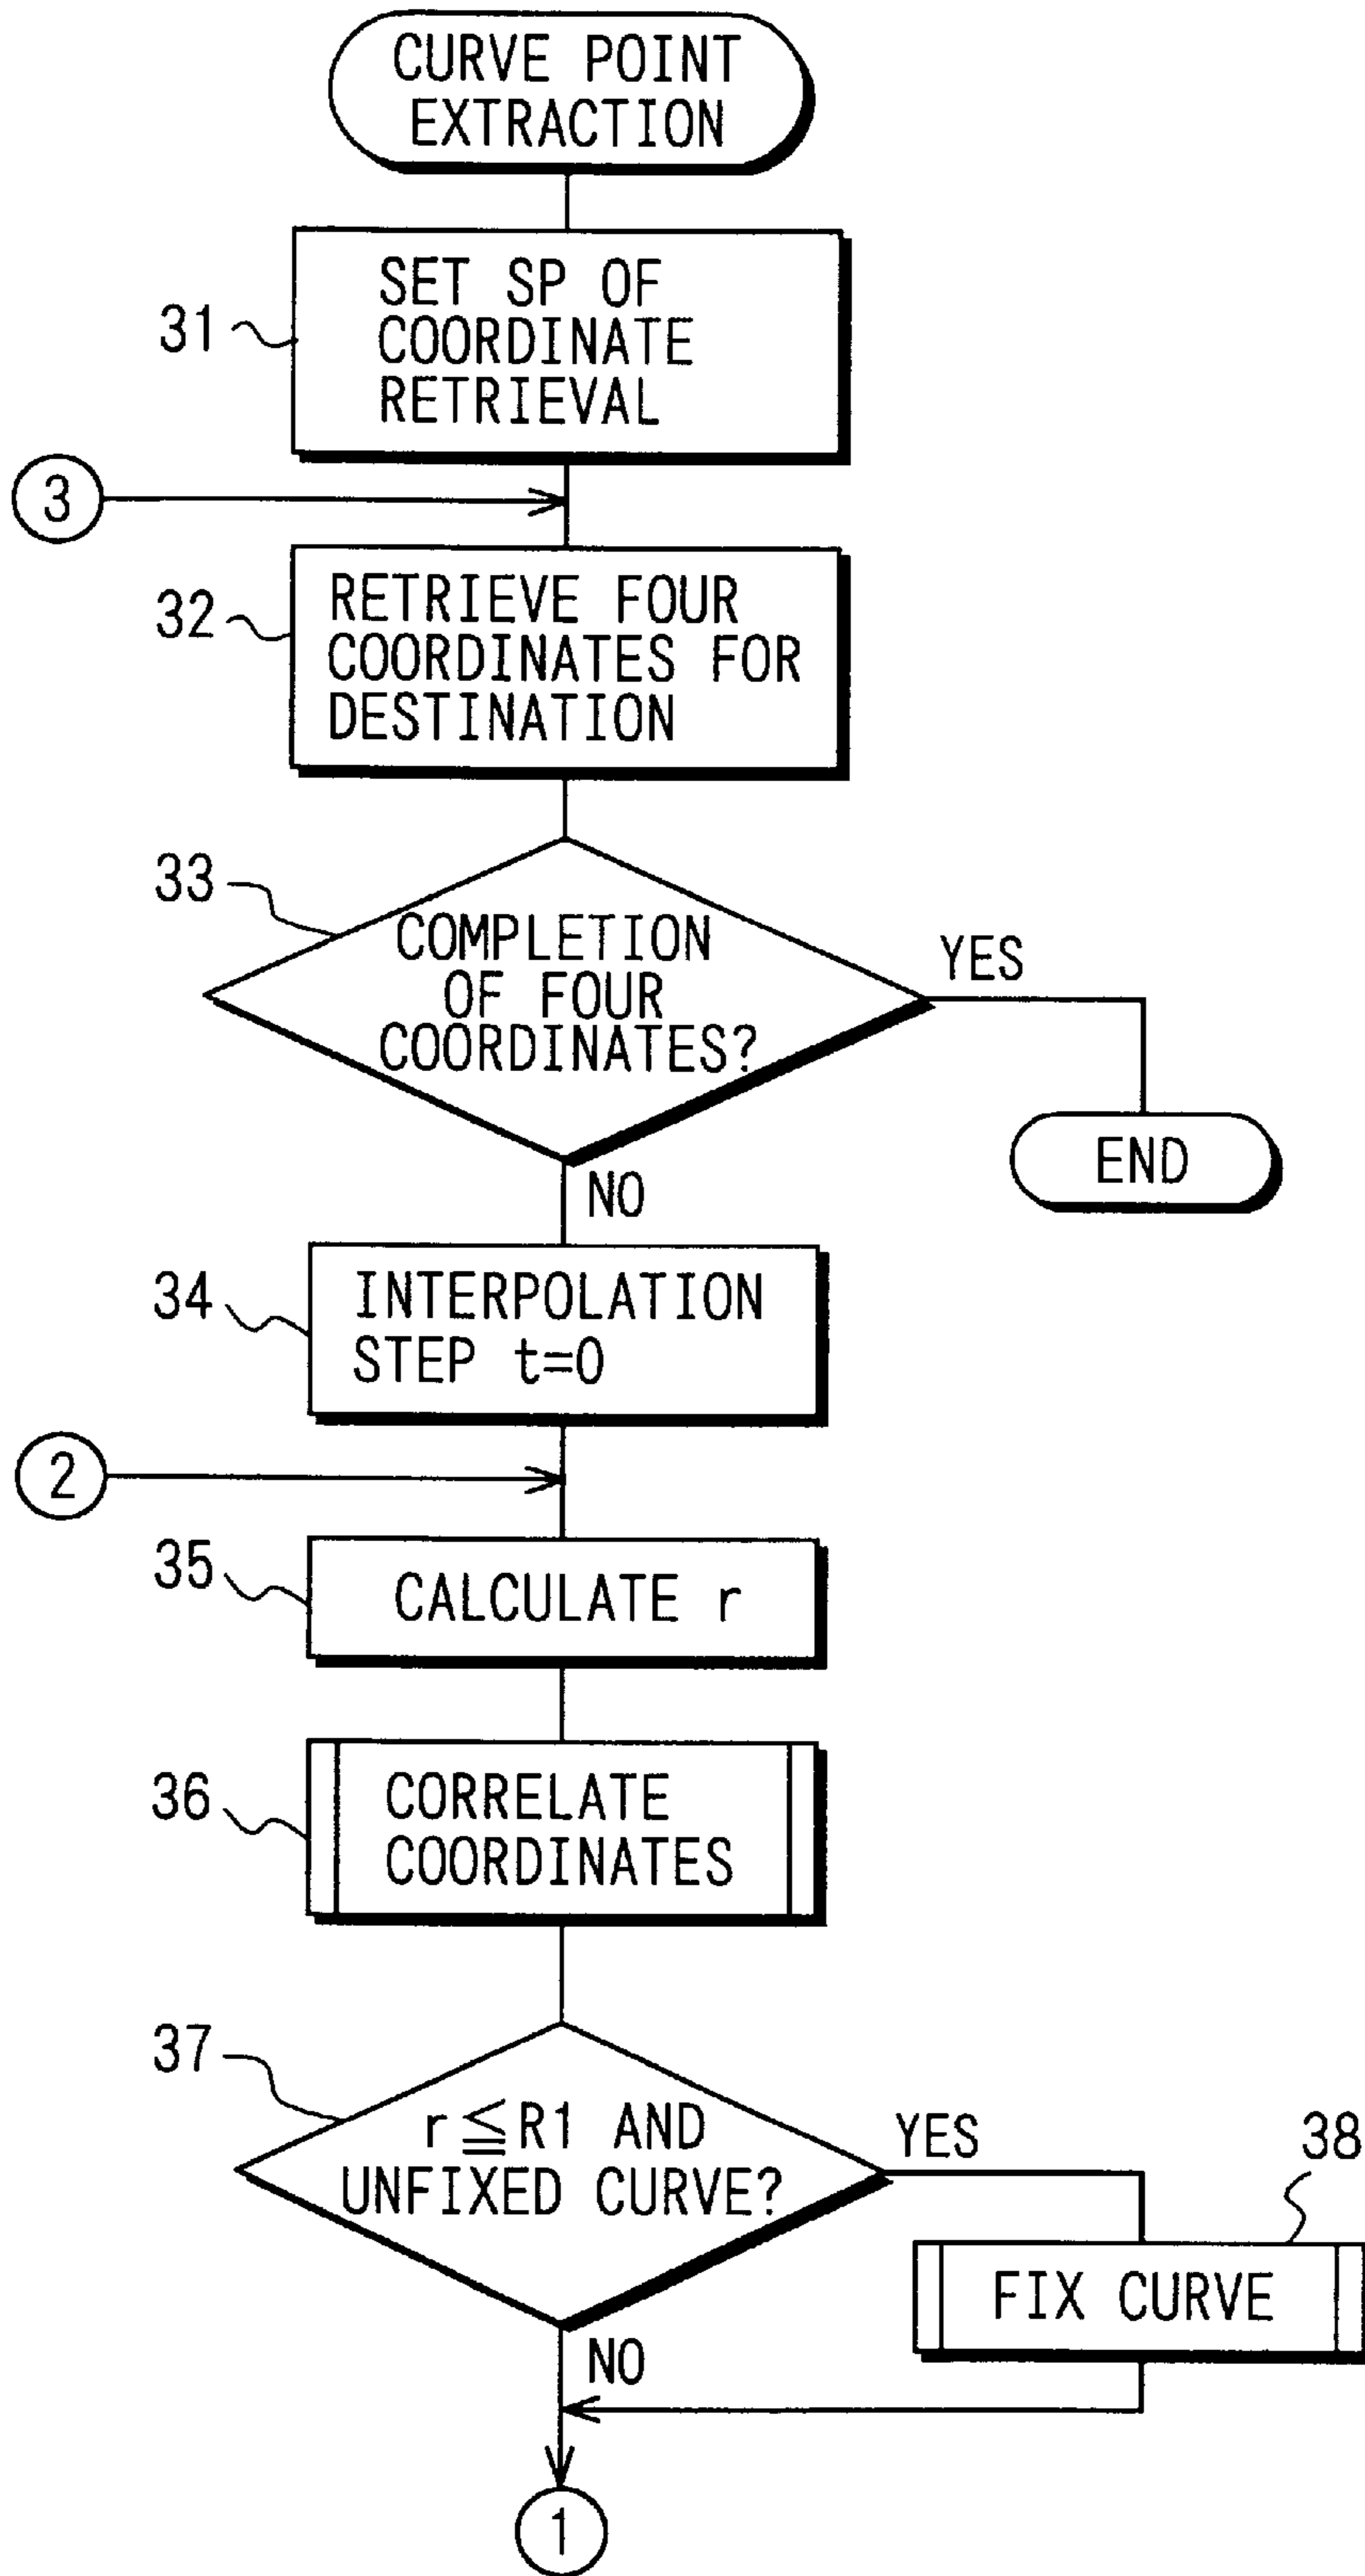 CURVE POINT
EXTRACTION
31
SET SP OF
COORDINATE
RETRIEVAL
3
32
RETRIEVE FOUR
COORDINATES FOR
DESTINATION
33
COMPLETION
OF FOUR
COORDINATES?
YES
END
NO
34
INTERPOLATION
STEP t=0
2
35
CALCULATE r
36
CORRELATE
COORDINATES
37
r≦R1 AND
UNFIXED CURVE?
YES
38
FIX CURVE
NO
1